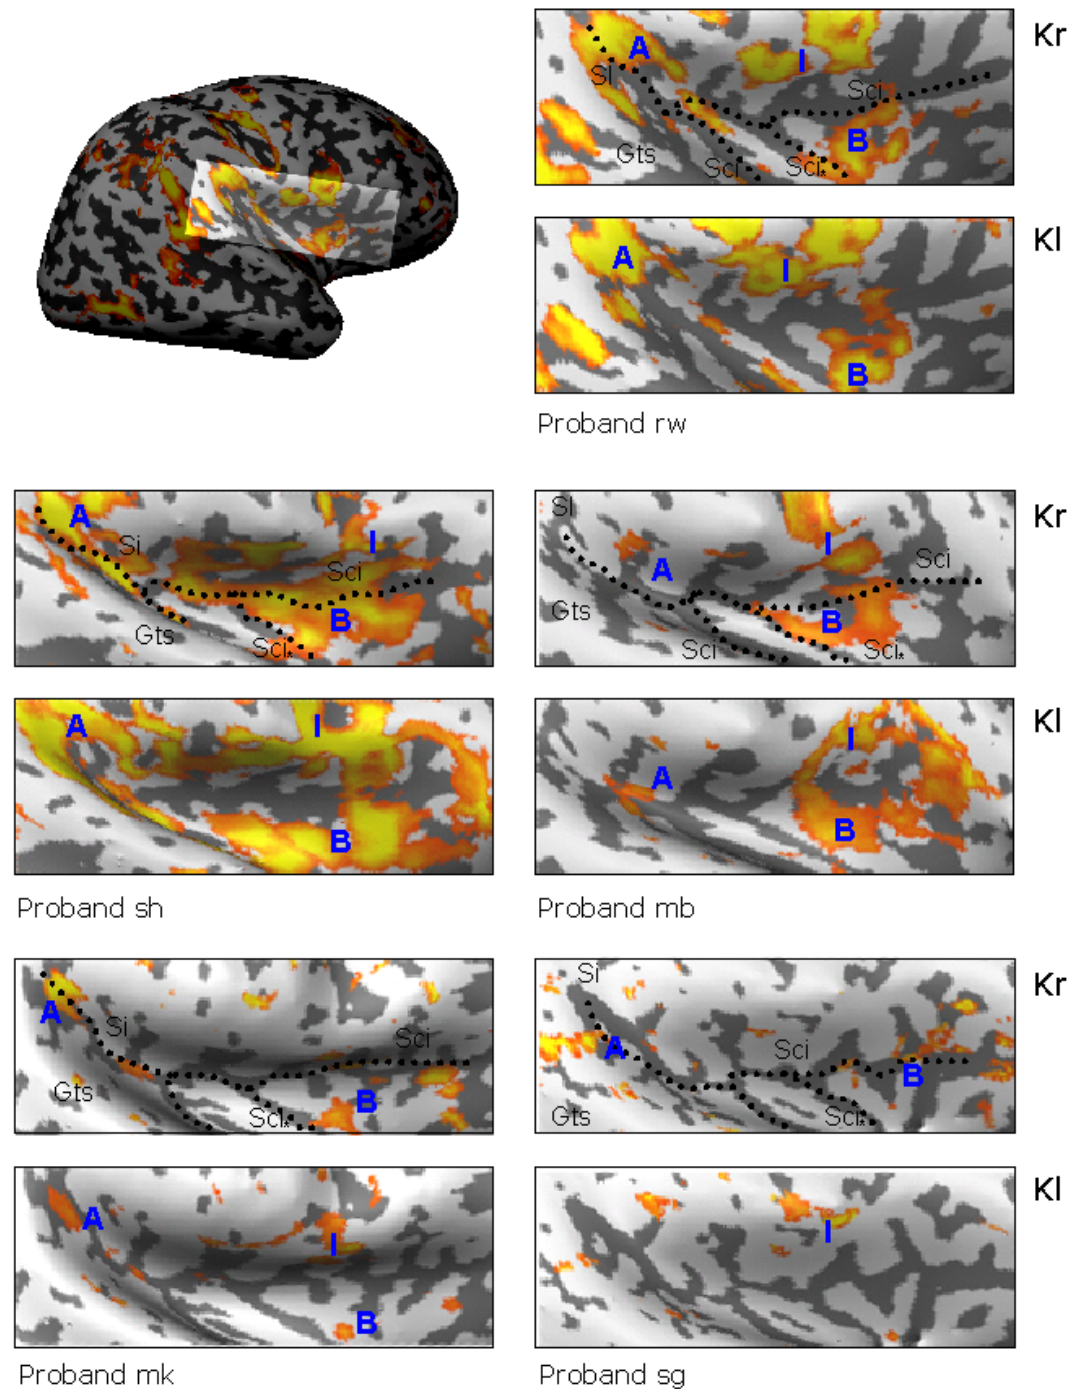 Kr
A
I
Si
Sci
B
Gts
Sci
Sci*
Kl
A
I
B
Proband rw
A
Si
I
Sci
Gts
B
Sci*
A
I
B
Proband sh
Kr
SI
I
A
Sci
Gts
B
Sci
Sci*
Kl
I
A
B
Proband mb
A
Si
Sci
Gts
B
Sci*
A
I
B
Proband mk
Kr
Si
A
Sci
B
Gts
Sci*
Kl
I
Proband sg